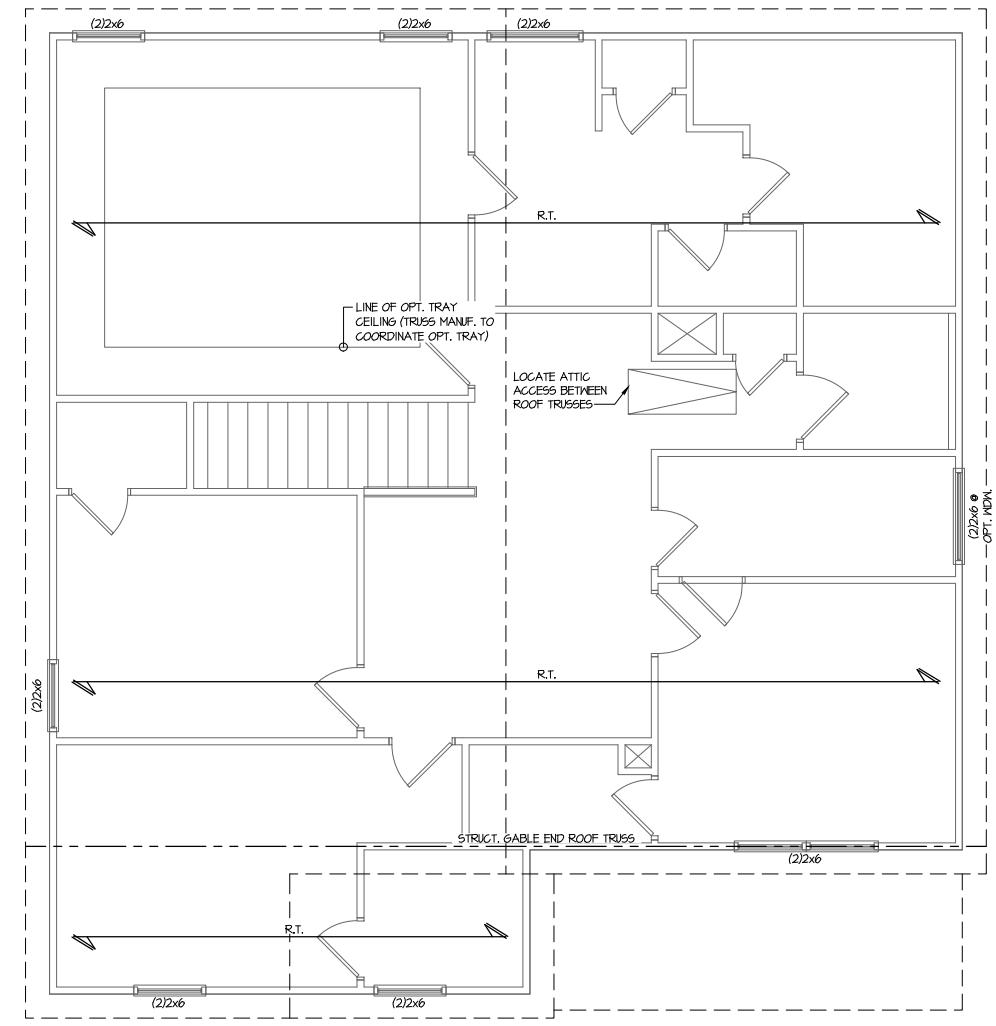 (2)2x6
(2)2x6
(2)2x6
R.T.
LINE OF OPT. TRAY
CEILING (TRUSS MANUF. TO
COORDINATE OPT. TRAY)
LOCATE ATTIC
ACCESS BETWEEN
ROOF TRUSSES
(2)2x6 @
OPT. WDW.
R.T.
(2)2x6
STRUCT. GABLE END ROOF TRUSS
(2)2x6
R.T.
(2)2x6
(2)2x6